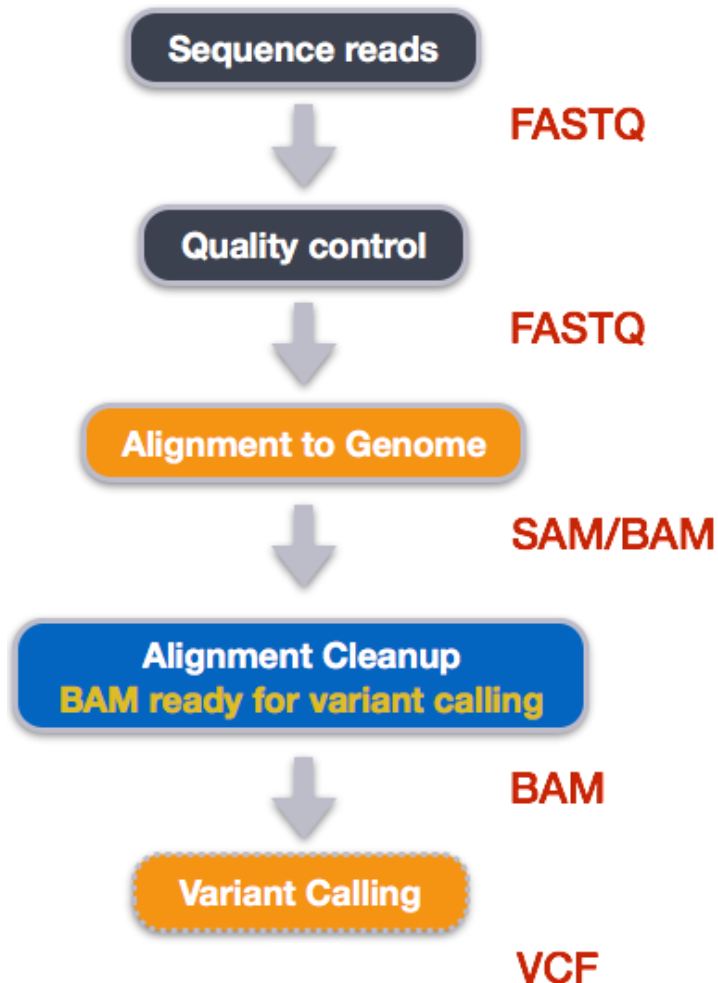 Sequence reads
FASTQ
Quality control
FASTQ
Alignment to Genome
SAM/BAM
Alignment Cleanup
BAM ready for variant calling
BAM
Variant Calling
VCF